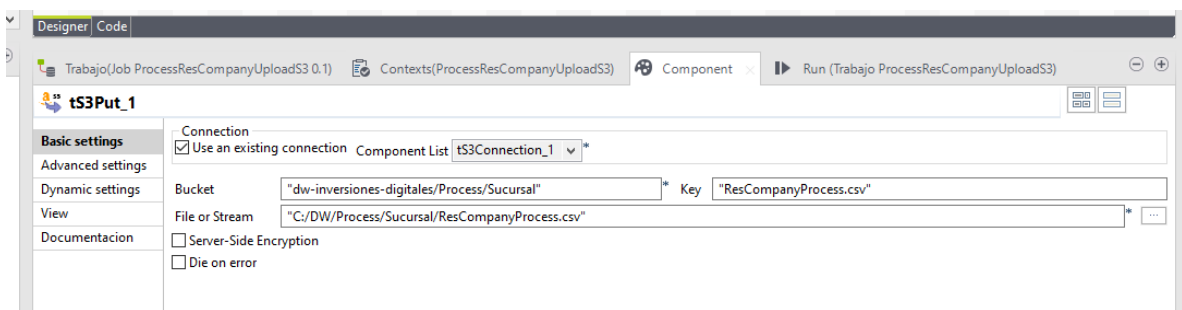 Designer Code
Trabajo(Job ProcessResCompanyUploadS3 0.1) Contexts(ProcessResCompanyUploadS3) Component Run (Trabajo ProcessResCompanyUploadS3)
tS3Put_1
Basic settings
Advanced settings
Dynamic settings
View
Documentacion
Connection
Use an existing connection Component List tS3Connection_1 *
Bucket "dw-inversiones-digitales/Process/Sucursal" * Key "ResCompanyProcess.csv"
File or Stream "C:/DW/Process/Sucursal/ResCompanyProcess.csv" * ...
Server-Side Encryption
Die on error